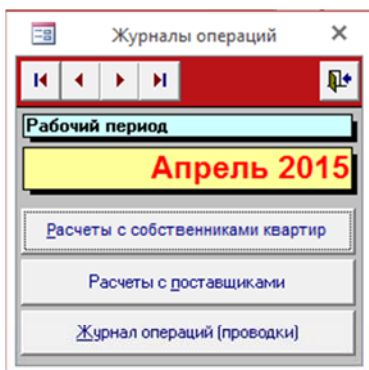 Журналы операций
Рабочий период
Апрель 2015
Расчеты с собственниками квартир
Расчеты с поставщиками
Журнал операций (проводки)